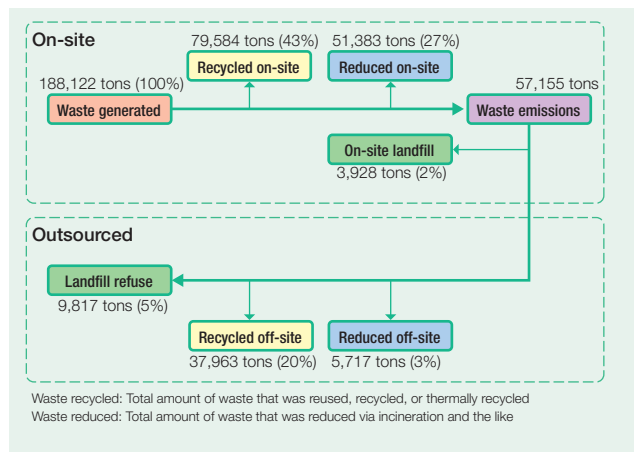 On-site
79,584 tons (43%)
51,383 tons (27%)
Recycled on-site
Reduced on-site
188,122 tons (100%)
57,155 tons
Waste generated
Waste emissions
On-site landfill
3,928 tons (2%)
Outsourced
Landfill refuse
9,817 tons (5%)
Recycled off-site
Reduced off-site
37,963 tons (20%)
5,717 tons (3%)
Waste recycled: Total amount of waste that was reused, recycled, or thermally recycled
Waste reduced: Total amount of waste that was reduced via incineration and the like